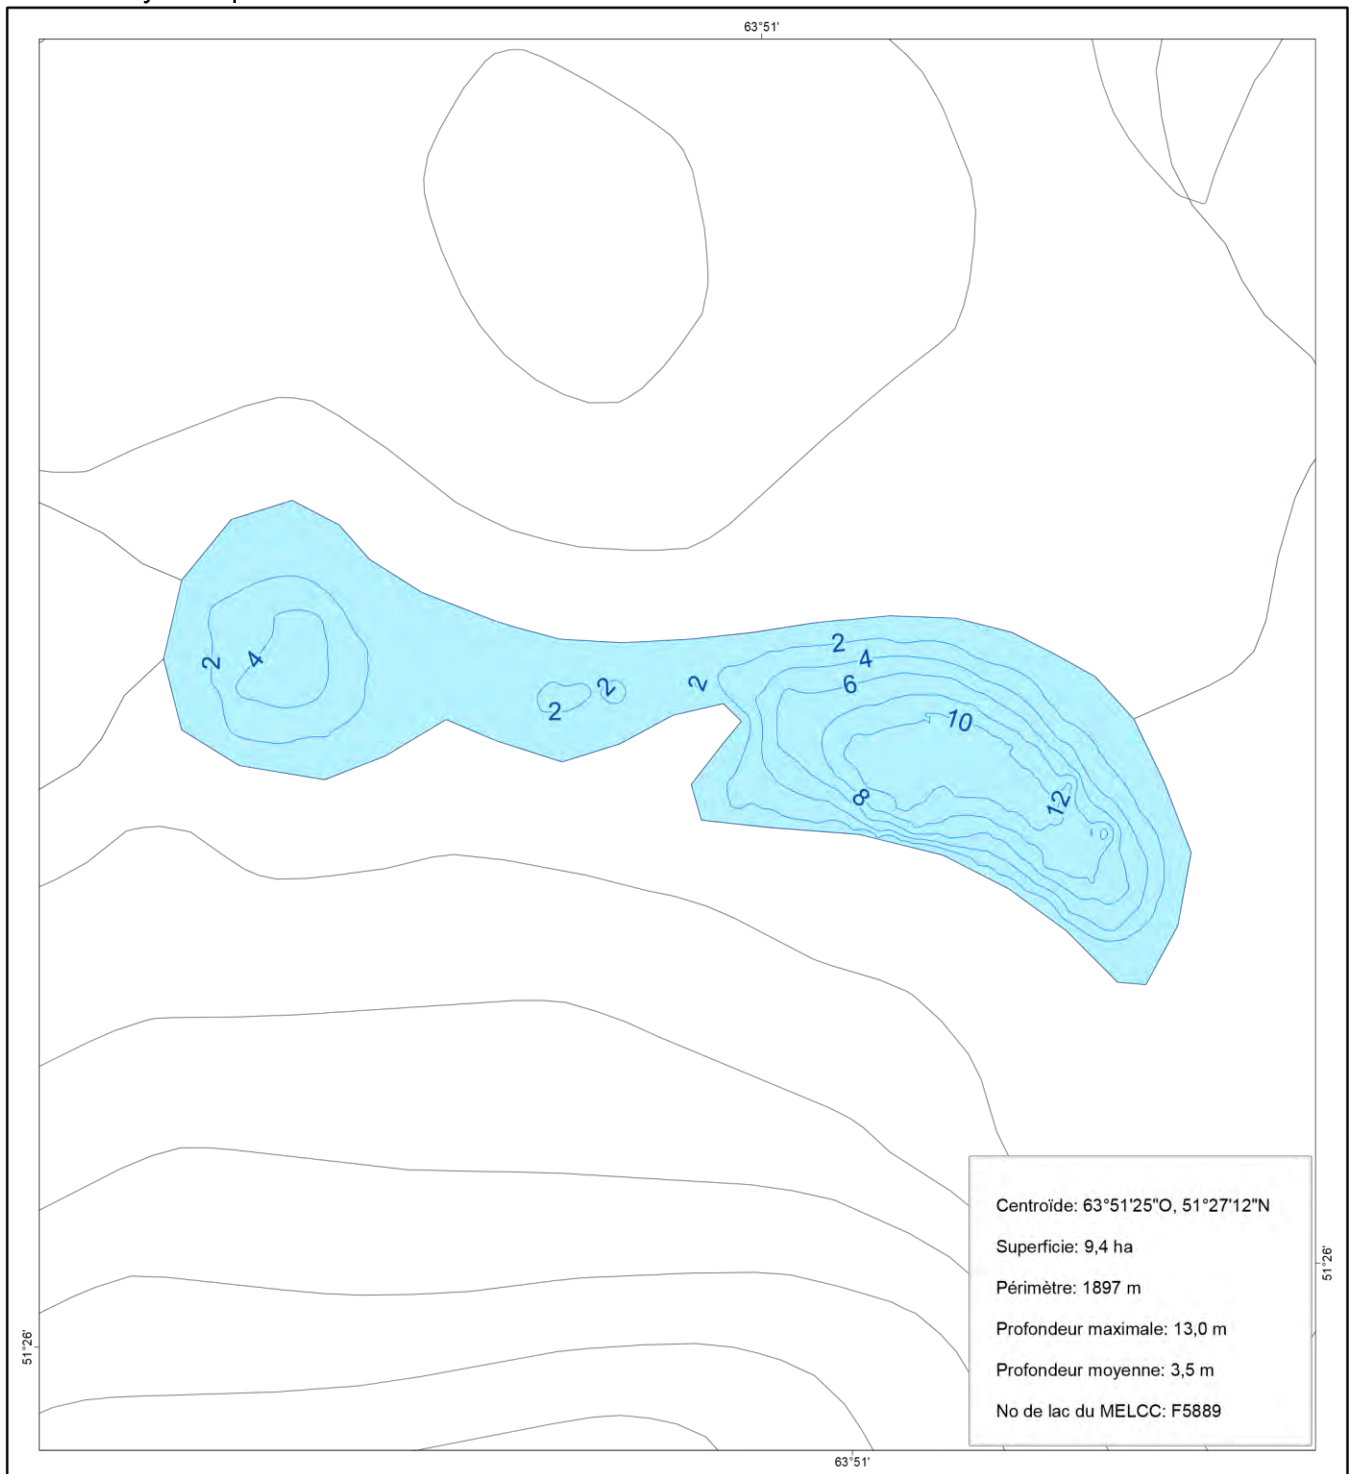 63°51'
2
4
2
2
2
2
4
6
10
8
12
Centroïde: 63°51'25"O, 51°27'12"N
Superficie: 9,4 ha
Périmètre: 1897 m
Profondeur maximale: 13,0 m
Profondeur moyenne: 3,5 m
No de lac du MELCC: F5889
51°26'
51°26'
63°51'